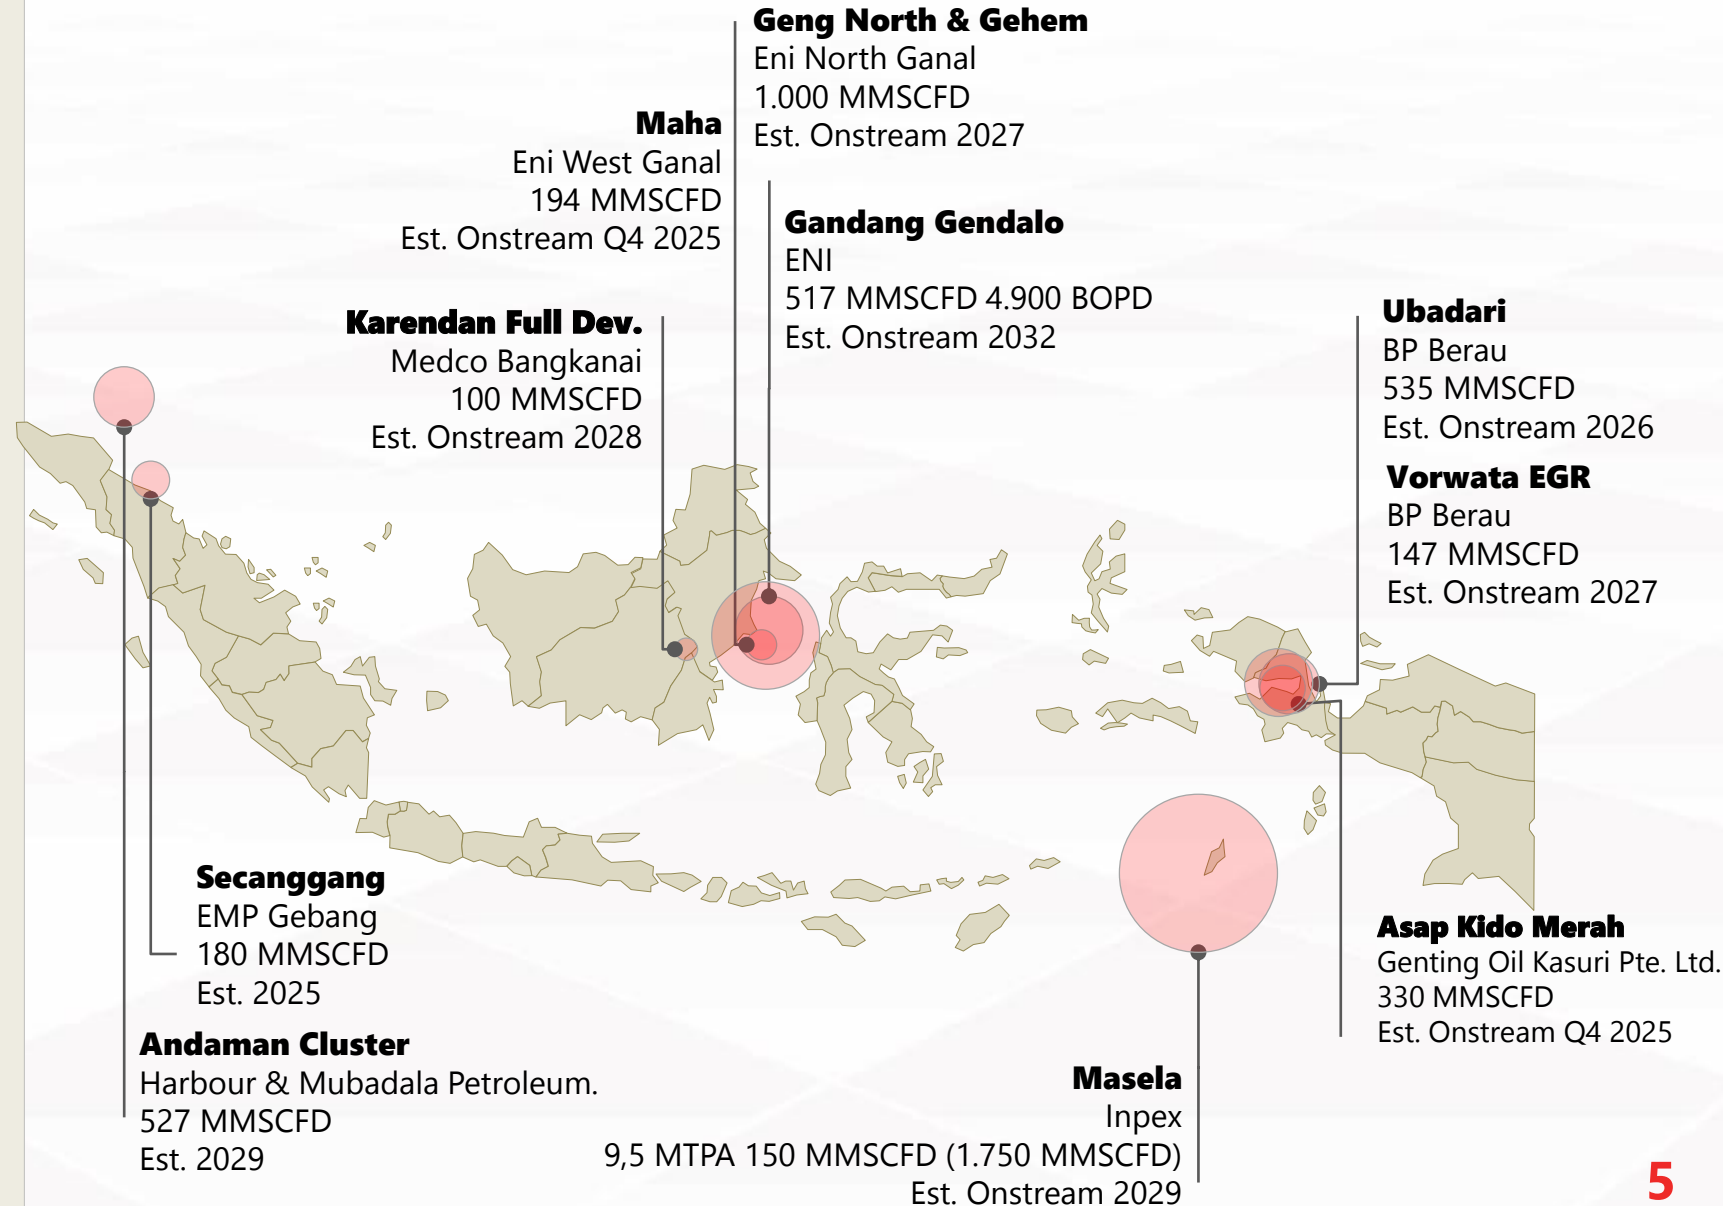 Geng North & Gehem
Eni North Ganal
1.000 MMSCFD
Est. Onstream 2027
Maha
Eni West Ganal
194 MMSCFD
Est. Onstream Q4 2025
Gandang Gendalo
ENI
517 MMSCFD 4.900 BOPD
Est. Onstream 2032
Karendan Full Dev.
Medco Bangkanai
100 MMSCFD
Est. Onstream 2028
Ubadari
BP Berau
535 MMSCFD
Est. Onstream 2026
Vorwata EGR
BP Berau
147 MMSCFD
Est. Onstream 2027
Secanggang
EMP Gebang
180 MMSCFD
Est. 2025
Andaman Cluster
Harbour & Mubadala Petroleum.
527 MMSCFD
Est. 2029
Masela
Inpex
9,5 MTPA 150 MMSCFD (1.750 MMSCFD)
Est. Onstream 2029
Asap Kido Merah
Genting Oil Kasuri Pte. Ltd.
330 MMSCFD
Est. Onstream Q4 2025
5